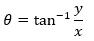 θ = tan⁻¹ y/x